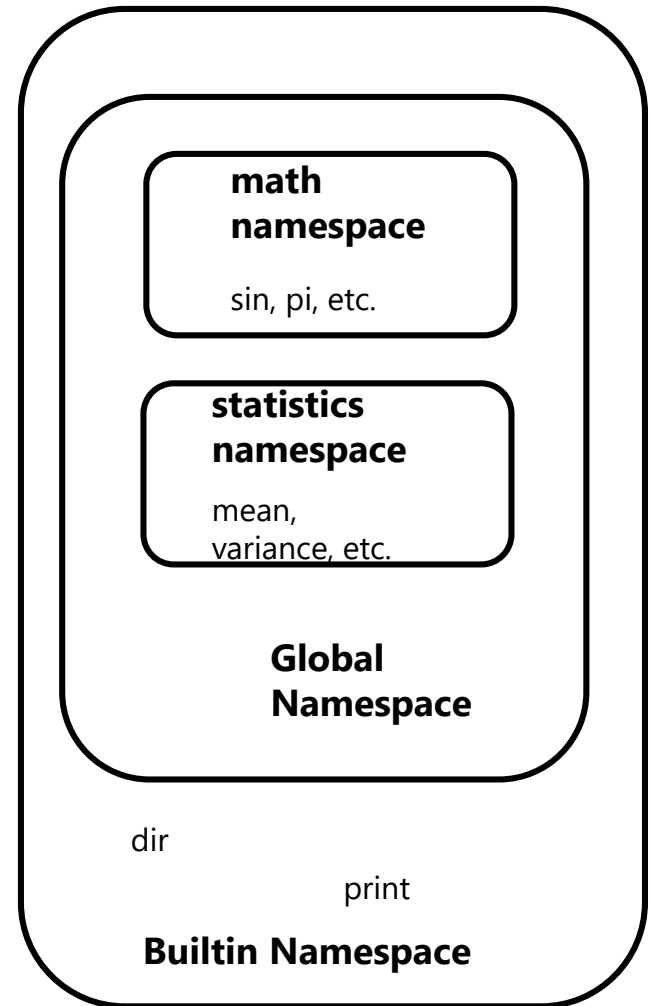 math
namespace
sin, pi, etc.
statistics
namespace
mean,
variance, etc.
Global
Namespace
dir
print
Builtin Namespace